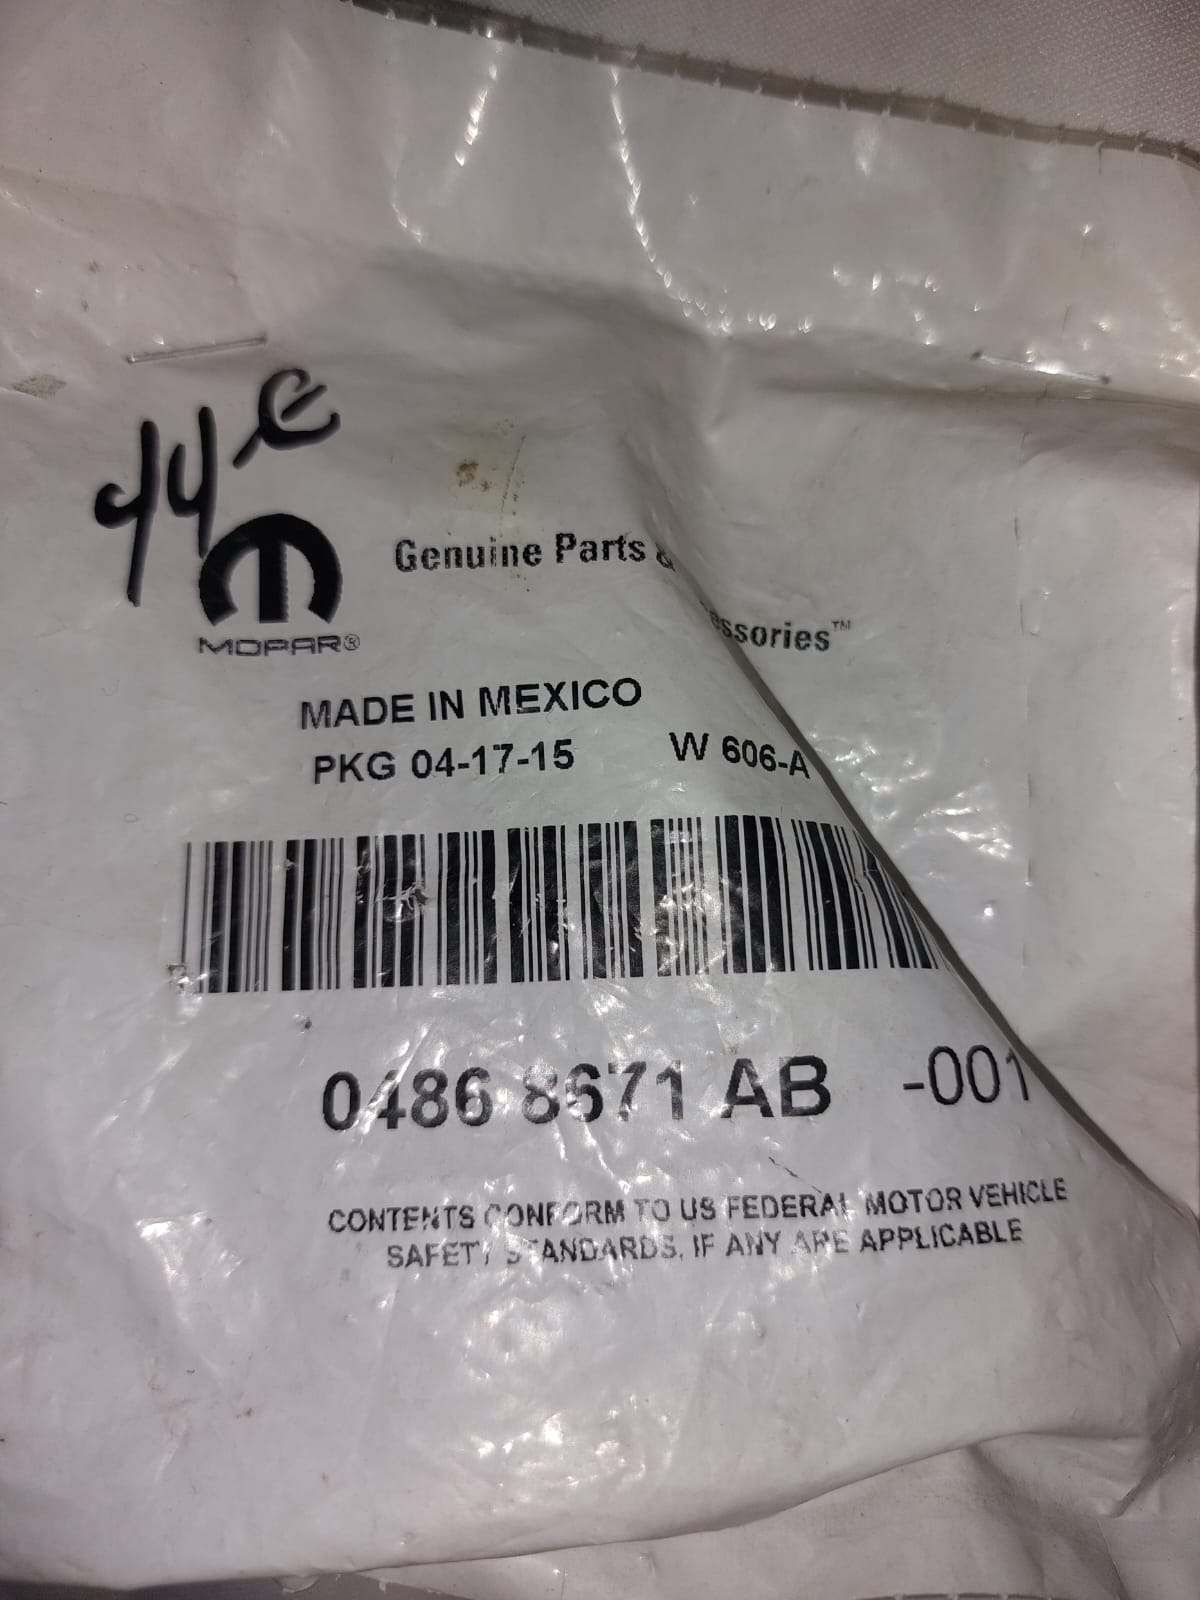 44e
Genuine Parts &
essories™
MOPAR®
MADE IN MEXICO
PKG 04-17-15 W 606-A
0486 8671 AB -001
CONTENTS CONFORM TO US FEDERAL MOTOR VEHICLE
SAFETY STANDARDS, IF ANY ARE APPLICABLE